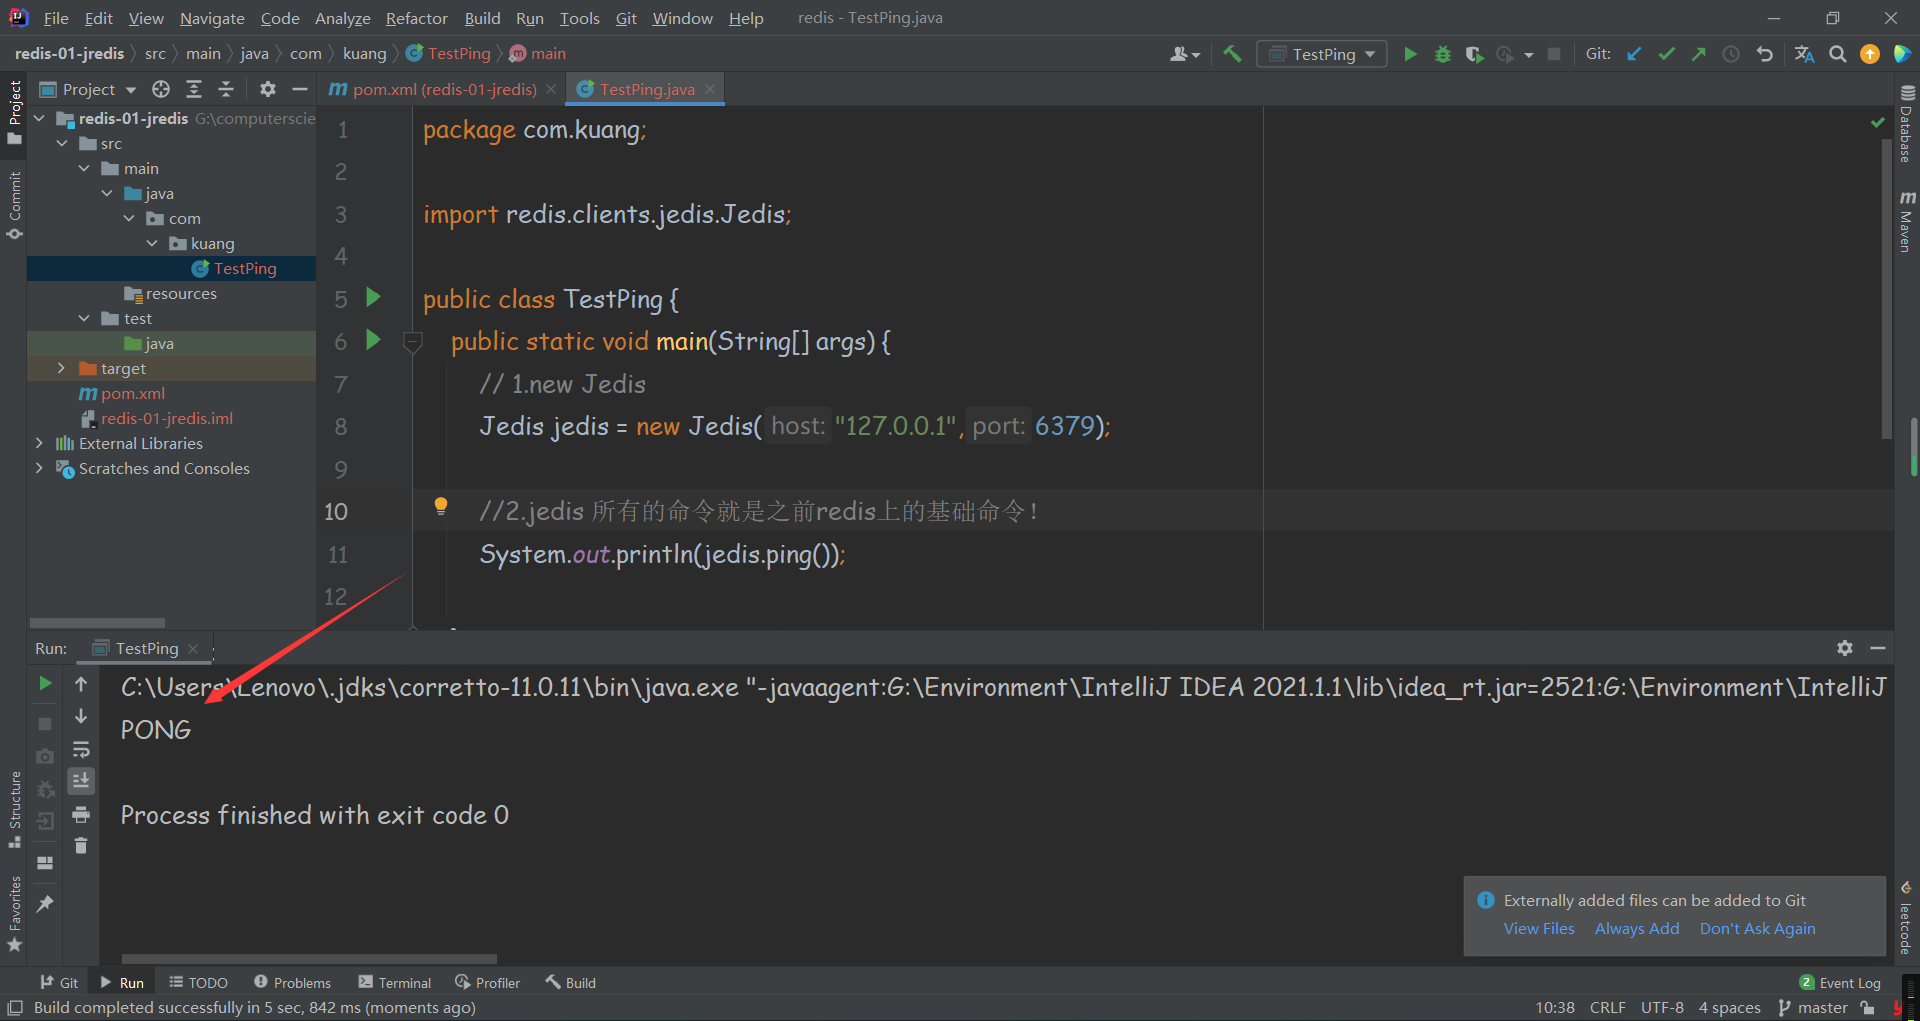 File Edit View Navigate Code Analyze Refactor Build Run Tools Git Window Help redis - TestPing.java
redis-01-jredis src main java com kuang TestPing main TestPing Git:
Project pom.xml (redis-01-jredis) TestPing.java
Project
Commit
Structure
Favorites
redis-01-jredis G:\computerscie
src
main
java
com
kuang
TestPing
resources
test
java
target
pom.xml
redis-01-jredis.iml
External Libraries
Scratches and Consoles
1 package com.kuang;
2
3 import redis.clients.jedis.Jedis;
4
5 public class TestPing {
6 public static void main(String[] args) {
7 // 1.new Jedis
8 Jedis jedis = new Jedis( host: "127.0.0.1", port: 6379);
9
10 //2.jedis 所有的命令就是之前redis上的基础命令!
11 System.out.println(jedis.ping());
12
Database
Maven
leetcode
Run: TestPing
C:\Users\Lenovo\.jdks\corretto-11.0.11\bin\java.exe "-javaagent:G:\Environment\IntelliJ IDEA 2021.1.1\lib\idea_rt.jar=2521:G:\Environment\IntelliJ
PONG
Process finished with exit code 0
Externally added files can be added to Git
View Files Always Add Don't Ask Again
Git Run TODO Problems Terminal Profiler Build 2 Event Log
Build completed successfully in 5 sec, 842 ms (moments ago) 10:38 CRLF UTF-8 4 spaces master